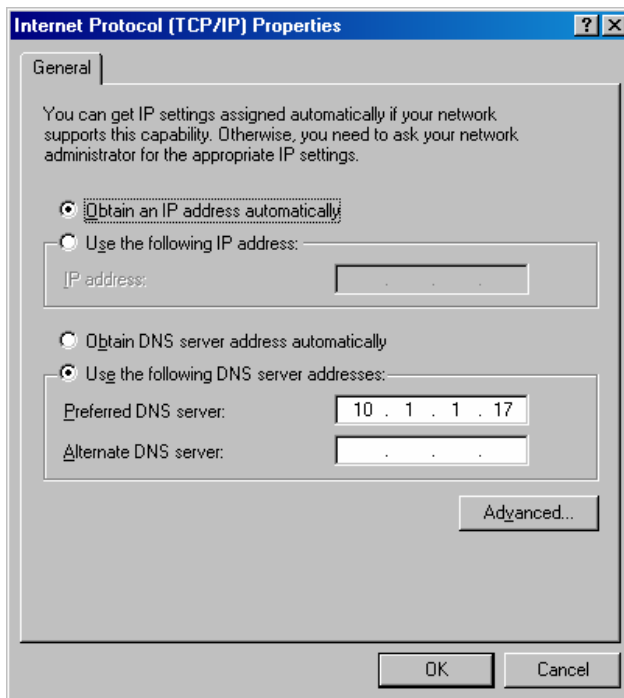 Internet Protocol (TCP/IP) Properties
General
You can get IP settings assigned automatically if your network
supports this capability. Otherwise, you need to ask your network
administrator for the appropriate IP settings.
Obtain an IP address automatically
Use the following IP address:
IP address: . . .
Obtain DNS server address automatically
Use the following DNS server addresses:
Preferred DNS server: 10 . 1 . 1 . 17
Alternate DNS server: . . .
Advanced...
OK Cancel